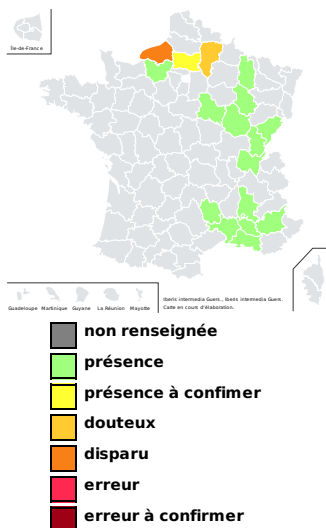 Île-de-France
Iberis intermedia Guers., Iberis intermedia Guers.
Carte en cours d'élaboration.
Guadeloupe Martinique Guyane La Réunion Mayotte
non renseignée
présence
présence à confimer
douteux
disparu
erreur
erreur à confirmer